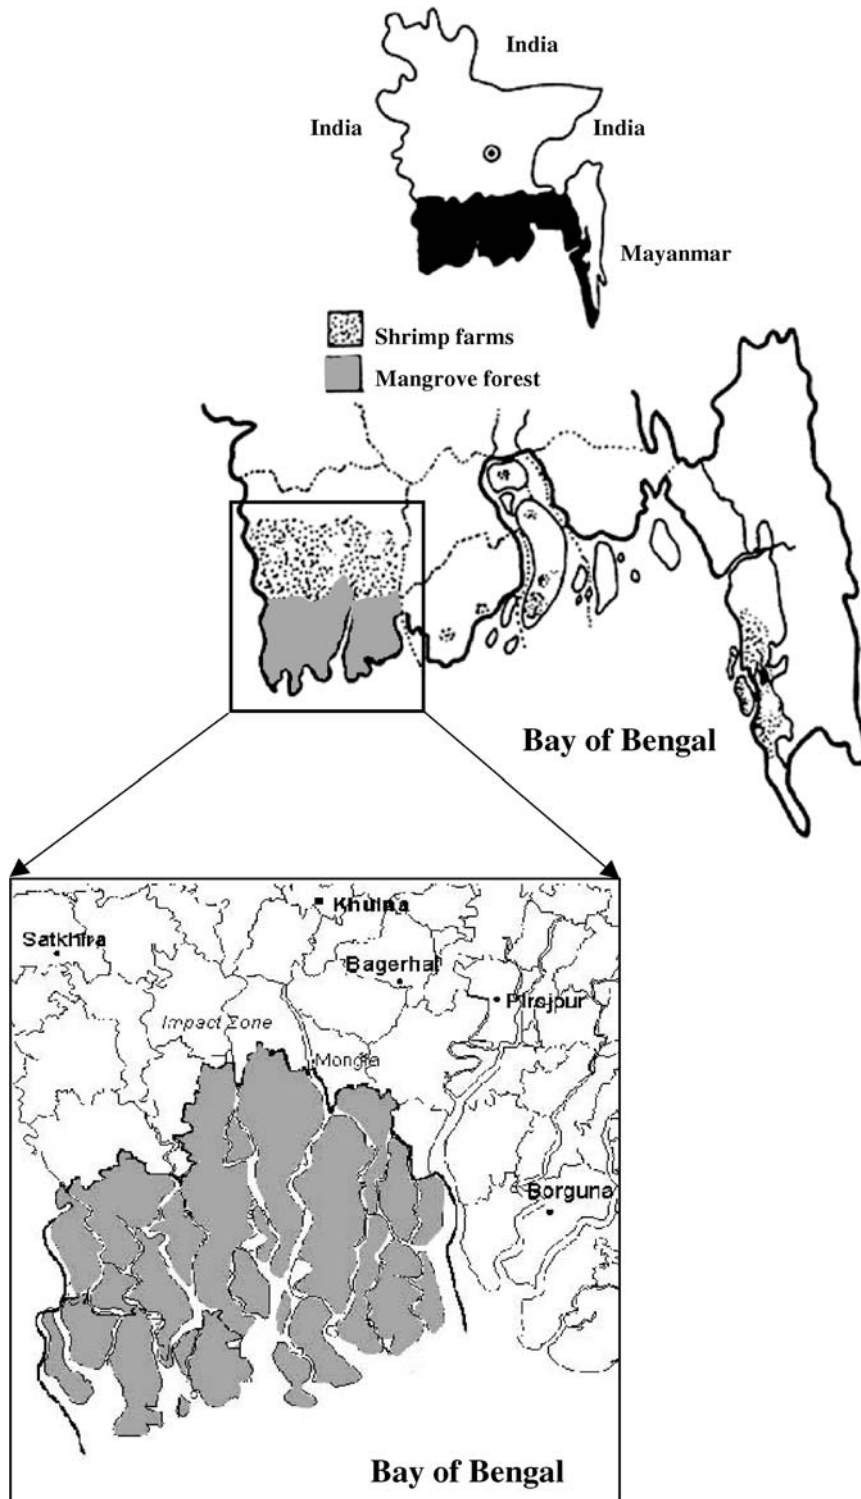 India
India
India
Mayanmar
Shrimp farms
Mangrove forest
Bay of Bengal
Khulna
Satkhira
Bagerhat
Pirojpur
Impact Zone
Mongla
Borguna
Bay of Bengal